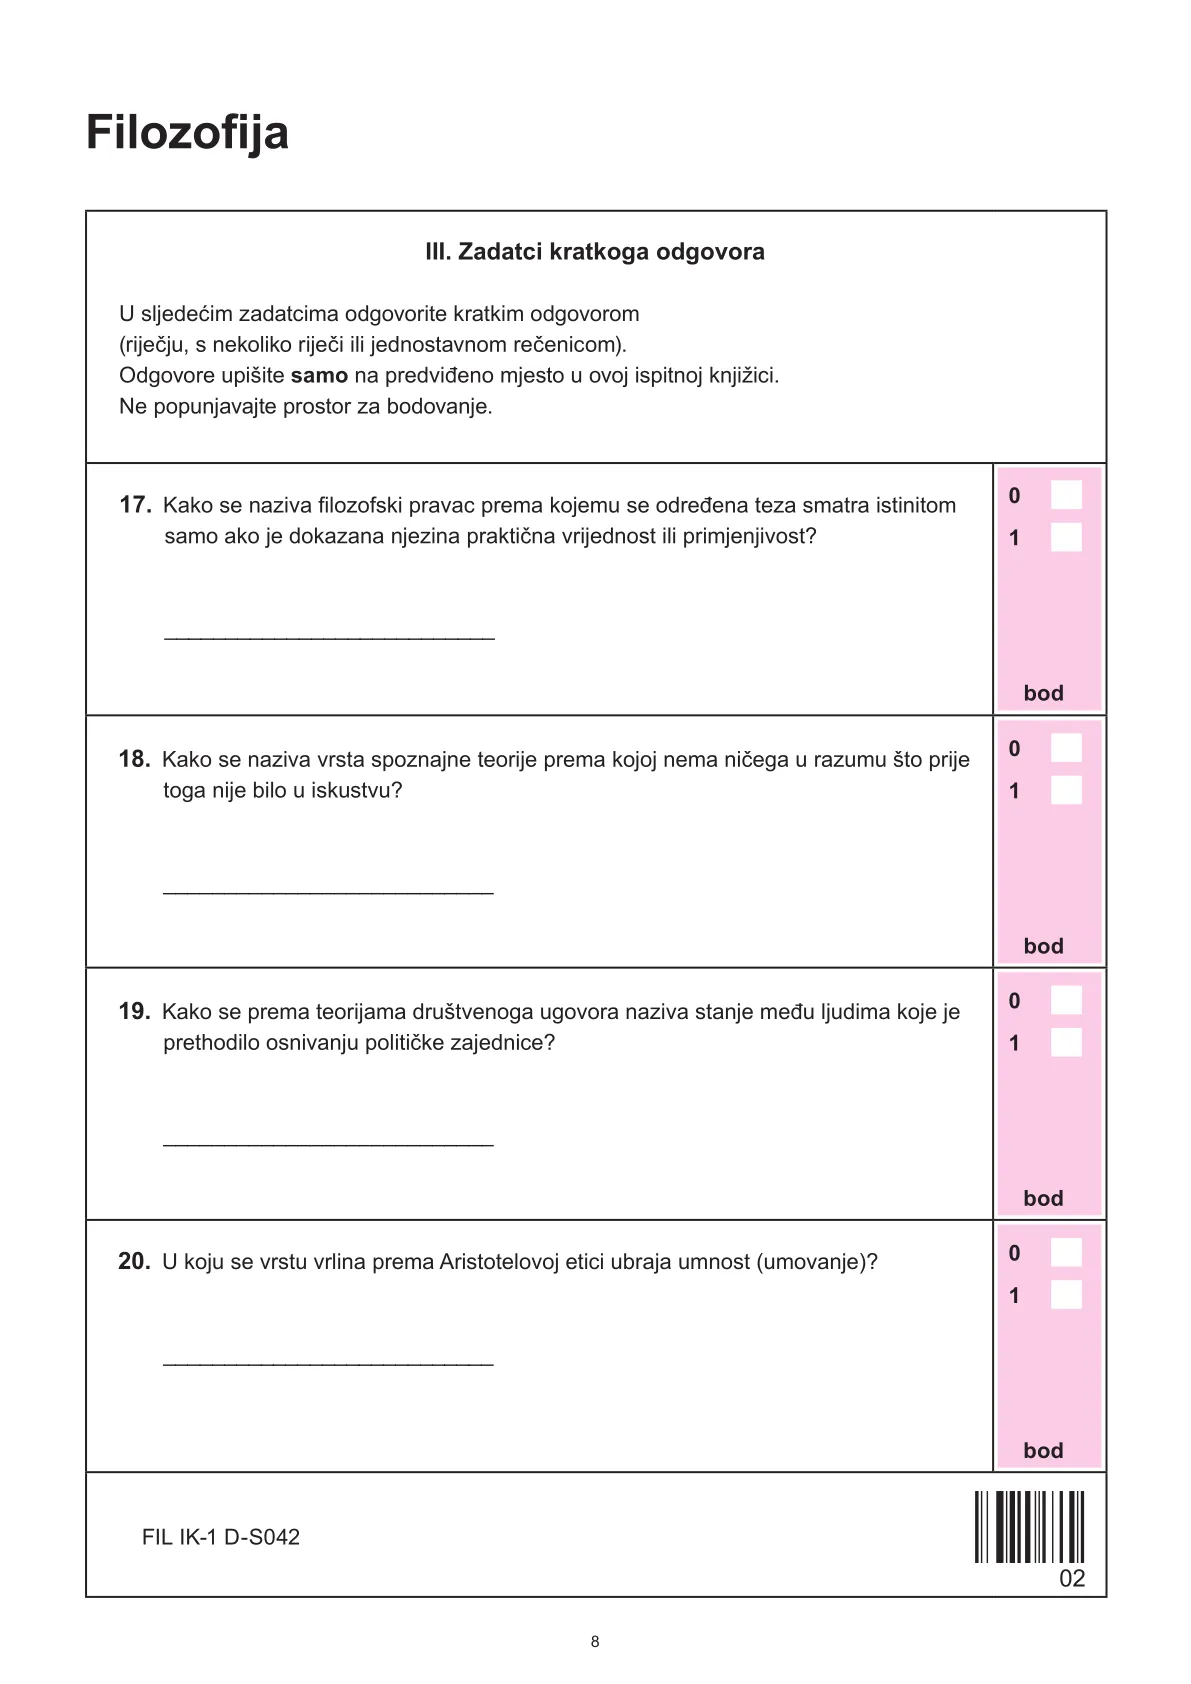 Filozofija
III. Zadatci kratkoga odgovora
U sljedećim zadatcima odgovorite kratkim odgovorom
(riječju, s nekoliko riječi ili jednostavnom rečenicom).
Odgovore upišite samo na predviđeno mjesto u ovoj ispitnoj knjižici.
Ne popunjavajte prostor za bodovanje.
17. Kako se naziva filozofski pravac prema kojemu se određena teza smatra istinitom
samo ako je dokazana njezina praktična vrijednost ili primjenjivost?
___________________________
0
1
bod
18. Kako se naziva vrsta spoznajne teorije prema kojoj nema ničega u razumu što prije
toga nije bilo u iskustvu?
___________________________
0
1
bod
19. Kako se prema teorijama društvenoga ugovora naziva stanje među ljudima koje je
prethodilo osnivanju političke zajednice?
___________________________
0
1
bod
20. U koju se vrstu vrlina prema Aristotelovoj etici ubraja umnost (umovanje)?
___________________________
0
1
bod
FIL IK-1 D-S042
02
8